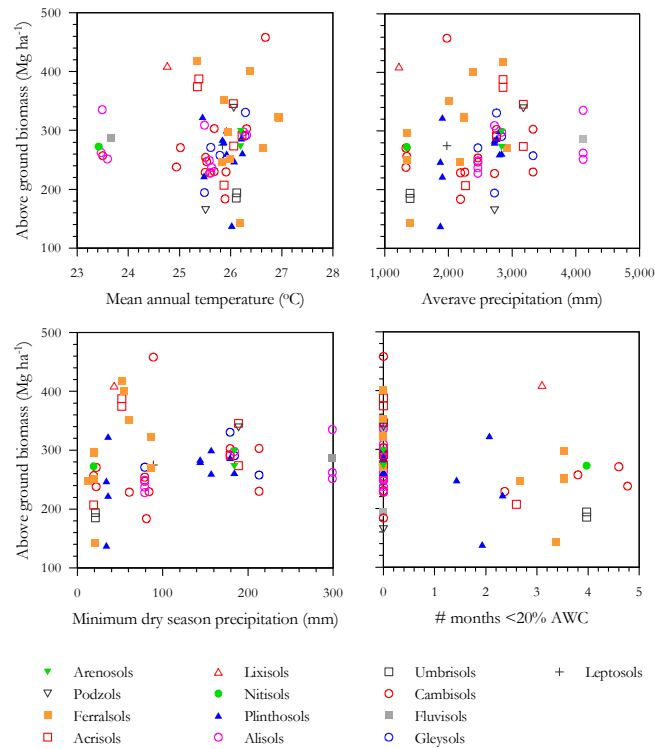 500
400
300
200
100
Above ground biomass (Mg ha-1)
23 24 25 26 27 28
Mean annual temperature (ºC)
1,000 2,000 3,000 4,000 5,000
Averave precipitation (mm)
500
400
300
200
100
Above ground biomass (Mg ha-1)
0 100 200 300
Minimum dry season precipitation (mm)
0 1 2 3 4 5
# months <20% AWC
Arenosols Lixisols Umbrisols Leptosols
Podzols Nitisols Cambisols
Ferralsols Plinthosols Fluvisols
Acrisols Alisols Gleysols